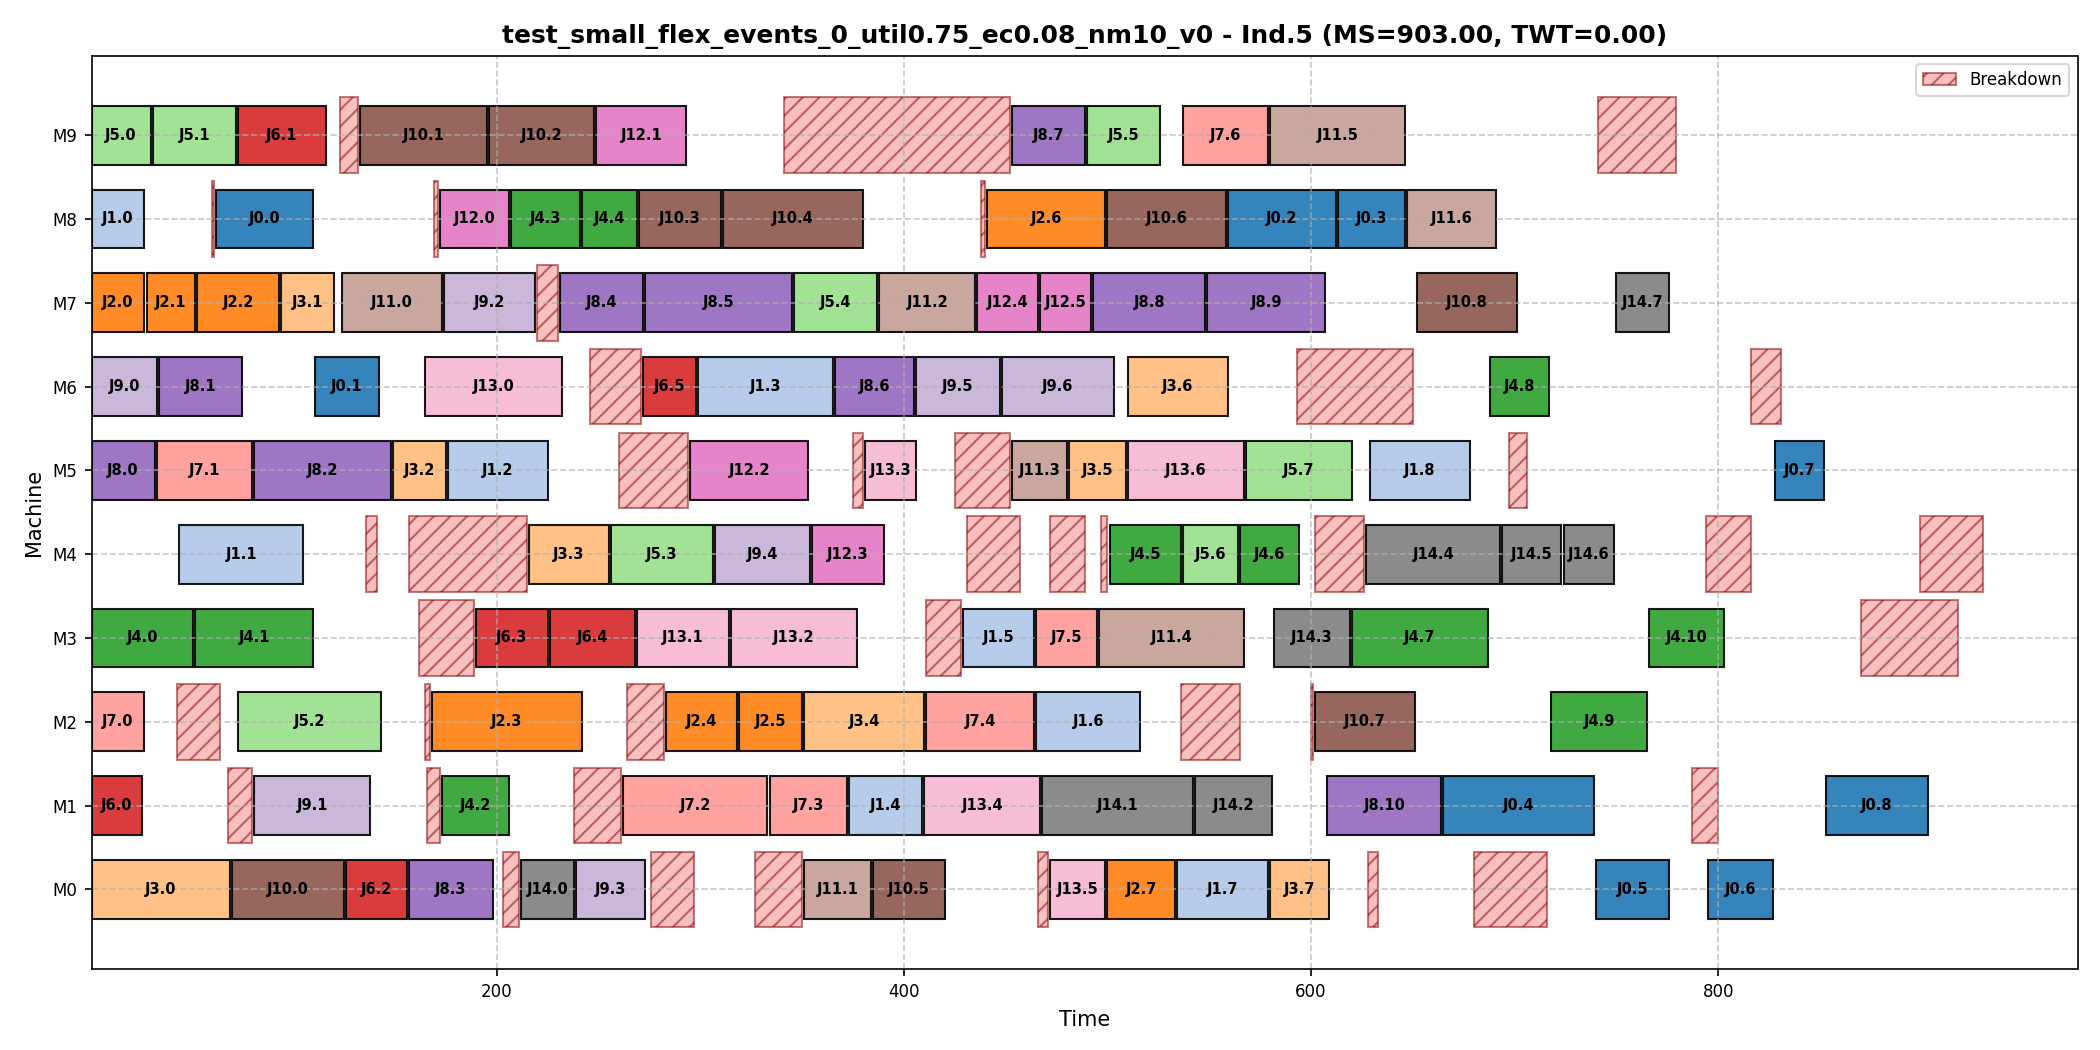 test_small_flex_events_0_util0.75_ec0.08_nm10_v0 - Ind.5 (MS=903.00, TWT=0.00)
Breakdown
M9 J5.0 J5.1 J6.1 J10.1 J10.2 J12.1 J8.7 J5.5 J7.6 J11.5
M8 J1.0 J0.0 J12.0 J4.3 J4.4 J10.3 J10.4 J2.6 J10.6 J0.2 J0.3 J11.6
M7 J2.0 J2.1 J2.2 J3.1 J11.0 J9.2 J8.4 J8.5 J5.4 J11.2 J12.4 J12.5 J8.8 J8.9 J10.8 J14.7
M6 J9.0 J8.1 J0.1 J13.0 J6.5 J1.3 J8.6 J9.5 J9.6 J3.6 J4.8
M5 J8.0 J7.1 J8.2 J3.2 J1.2 J12.2 J13.3 J11.3 J3.5 J13.6 J5.7 J1.8 J0.7
M4 J1.1 J3.3 J5.3 J9.4 J12.3 J4.5 J5.6 J4.6 J14.4 J14.5 J14.6
M3 J4.0 J4.1 J6.3 J6.4 J13.1 J13.2 J1.5 J7.5 J11.4 J14.3 J4.7 J4.10
M2 J7.0 J5.2 J2.3 J2.4 J2.5 J3.4 J7.4 J1.6 J10.7 J4.9
M1 J6.0 J9.1 J4.2 J7.2 J7.3 J1.4 J13.4 J14.1 J14.2 J8.10 J0.4 J0.8
M0 J3.0 J10.0 J6.2 J8.3 J14.0 J9.3 J11.1 J10.5 J13.5 J2.7 J1.7 J3.7 J0.5 J0.6
Machine
200 400 600 800
Time